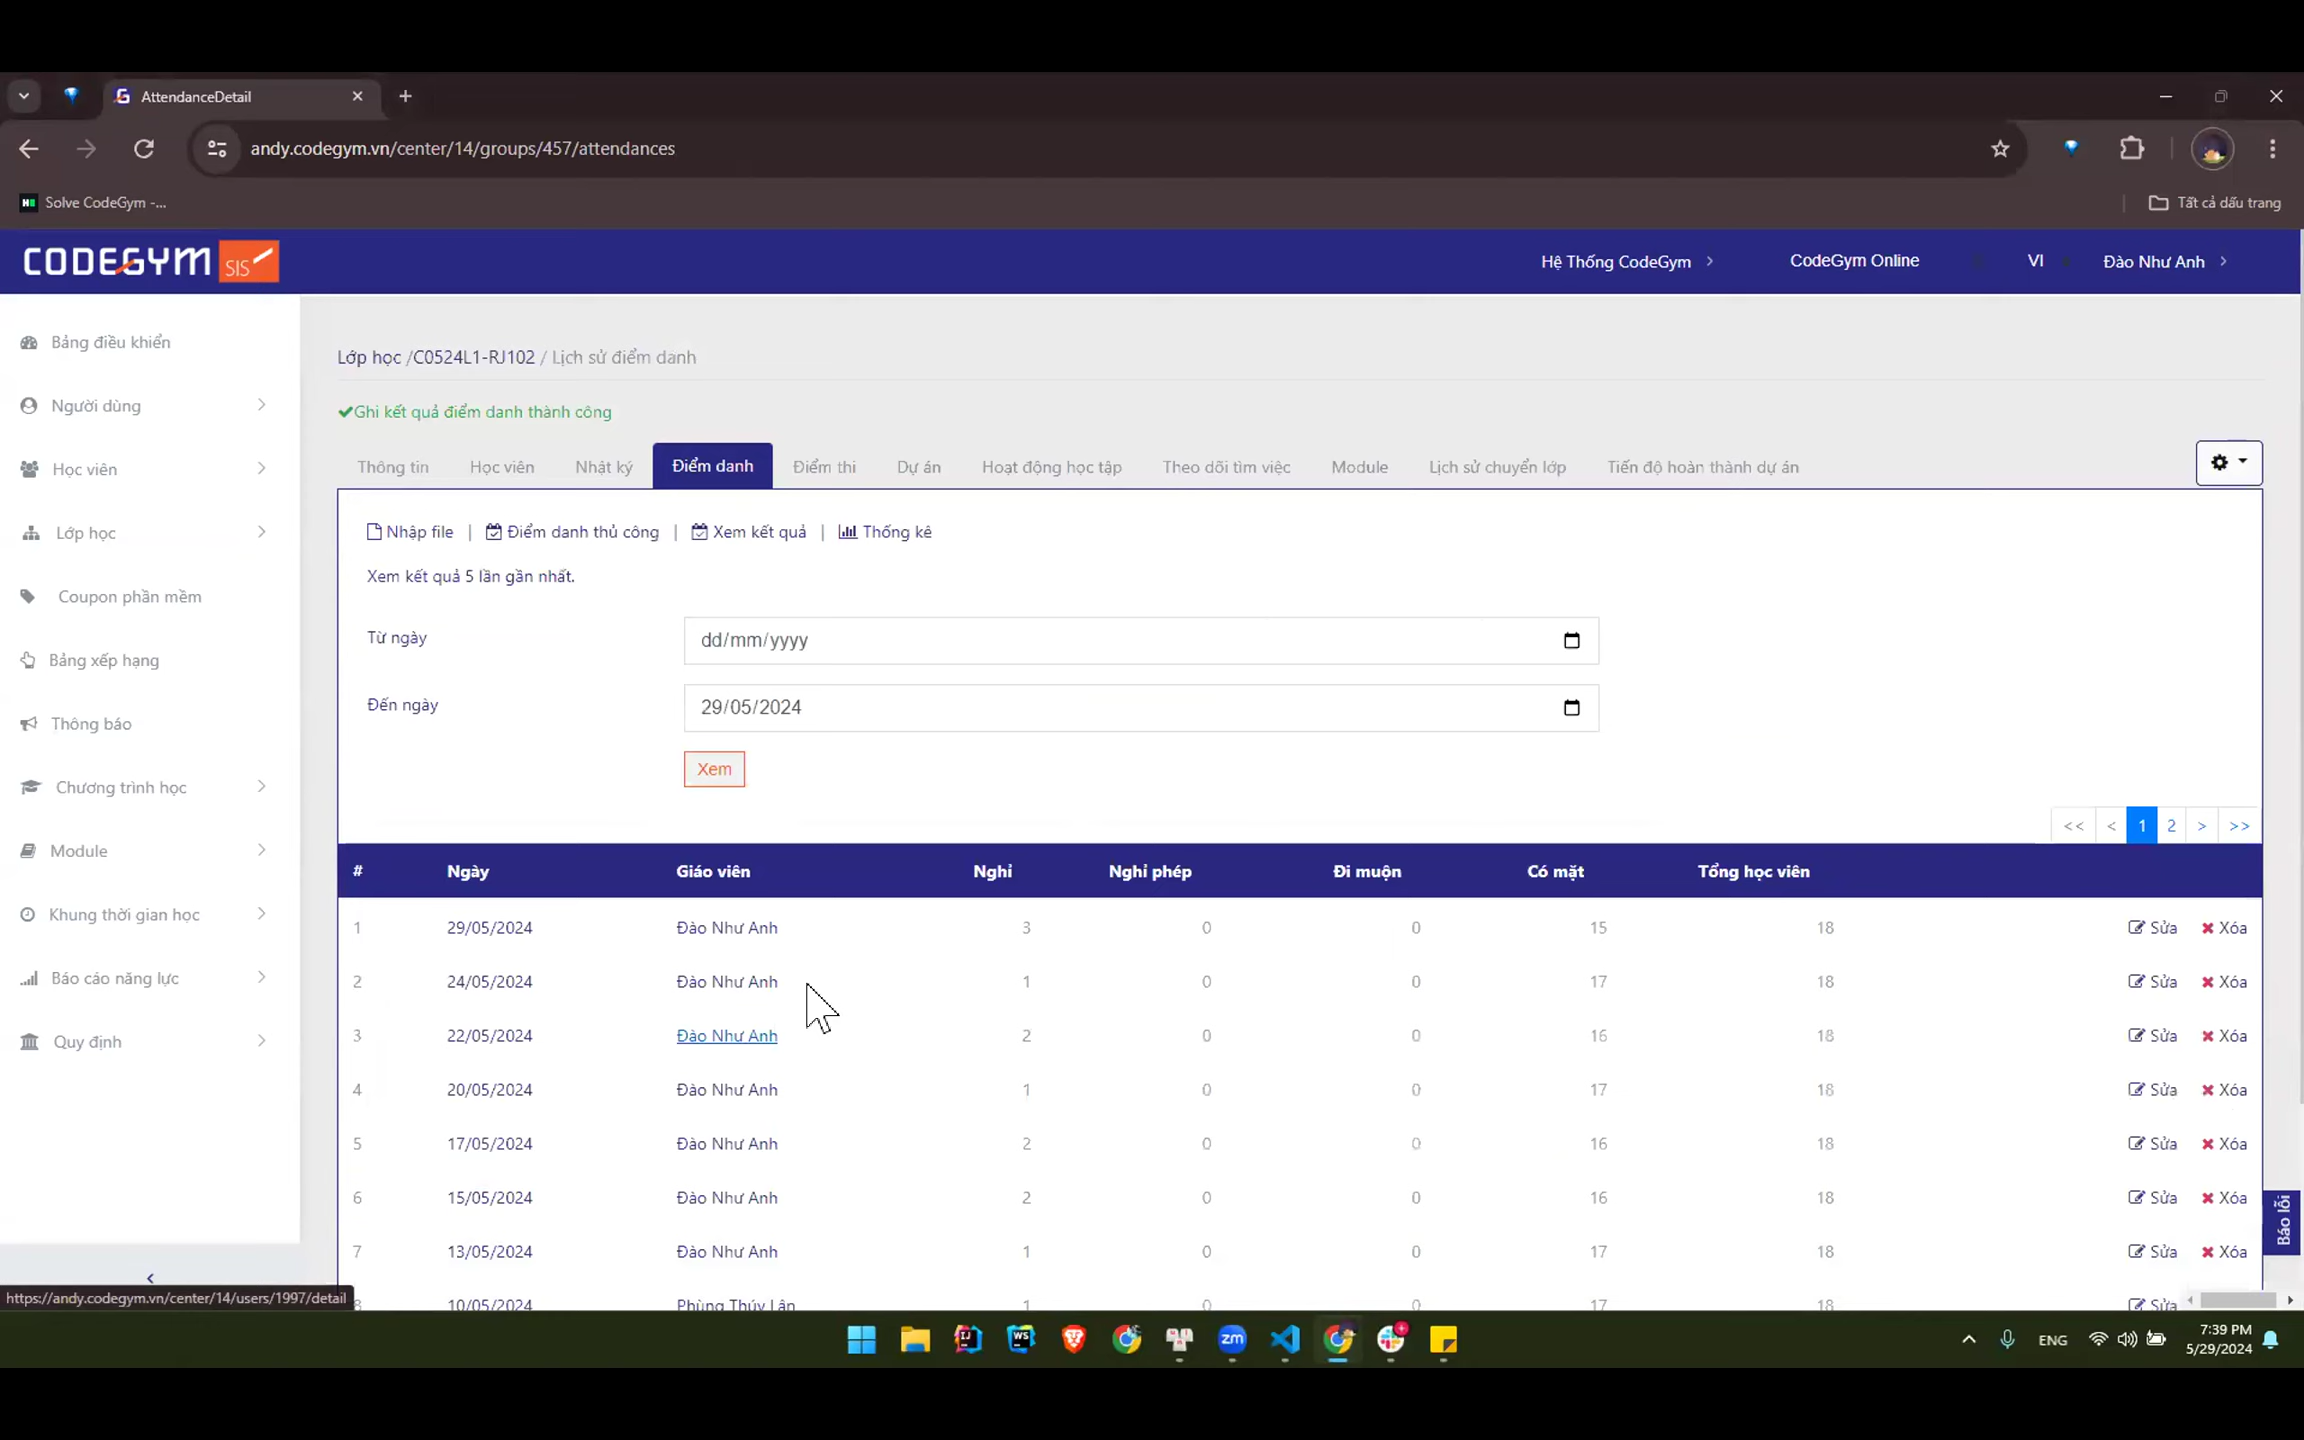 AttendanceDetail
andy.codegym.vn/center/14/groups/457/attendances
Solve CodeGym -...
Tất cả dấu trang
CODEGYM SIS
Hệ Thống CodeGym
CodeGym Online
VI
Đào Như Anh
Bảng điều khiển
Người dùng
Học viên
Lớp học
Coupon phần mềm
Bảng xếp hạng
Thông báo
Chương trình học
Module
Khung thời gian học
Báo cáo năng lực
Quy định
Lớp học /C0524L1-RJ102 / Lịch sử điểm danh
Ghi kết quả điểm danh thành công
Thông tin Học viên Nhật ký Điểm danh Điểm thi Dự án Hoạt động học tập Theo dõi tìm việc Module Lịch sử chuyển lớp Tiến độ hoàn thành dự án
Nhập file | Điểm danh thủ công | Xem kết quả | Thống kê
Xem kết quả 5 lần gần nhất.
Từ ngày dd/mm/yyyy
Đến ngày 29/05/2024
Xem
<< < 1 2 > >>
# Ngày Giáo viên Nghỉ Nghỉ phép Đi muộn Có mặt Tổng học viên
1 29/05/2024 Đào Như Anh 3 0 0 15 18 Sửa Xóa
2 24/05/2024 Đào Như Anh 1 0 0 17 18 Sửa Xóa
3 22/05/2024 Đào Như Anh 2 0 0 16 18 Sửa Xóa
4 20/05/2024 Đào Như Anh 1 0 0 17 18 Sửa Xóa
5 17/05/2024 Đào Như Anh 2 0 0 16 18 Sửa Xóa
6 15/05/2024 Đào Như Anh 2 0 0 16 18 Sửa Xóa
7 13/05/2024 Đào Như Anh 1 0 0 17 18 Sửa Xóa
8 10/05/2024 Phùng Thúy Lân 1 0 0 17 18 Sửa
Báo lỗi
https://andy.codegym.vn/center/14/users/1997/detail
IJ
WS
zm
ENG
7:39 PM
5/29/2024